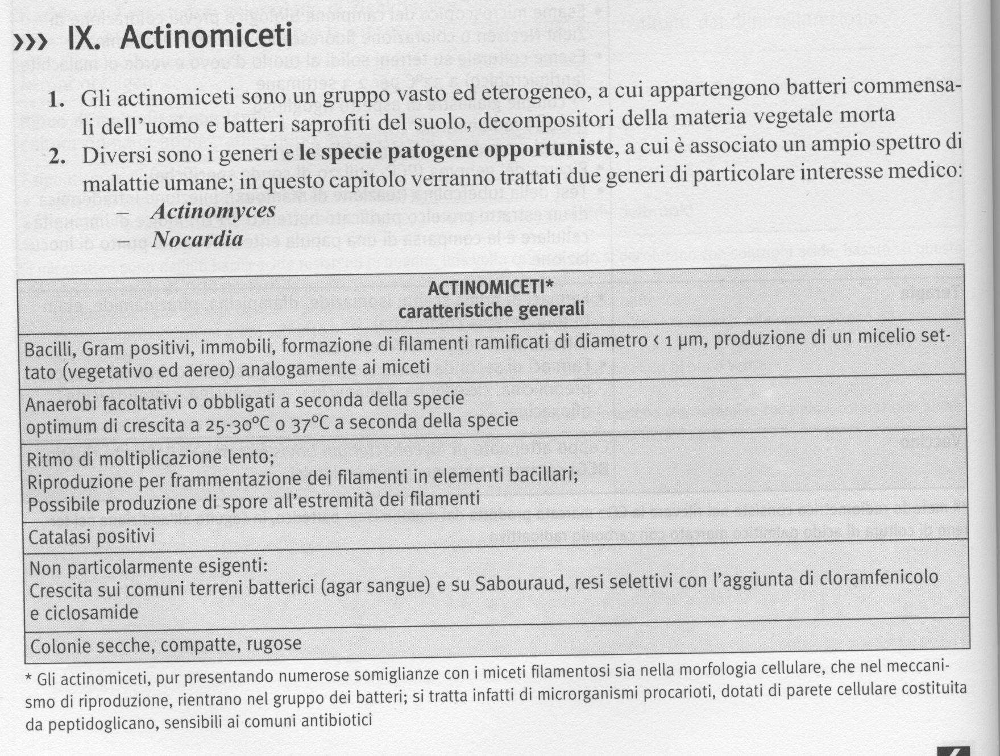 ››› IX. Actinomiceti
1. Gli actinomiceti sono un gruppo vasto ed eterogeneo, a cui appartengono batteri commensa-
li dell’uomo e batteri saprofiti del suolo, decompositori della materia vegetale morta
2. Diversi sono i generi e le specie patogene opportuniste, a cui è associato un ampio spettro di
malattie umane; in questo capitolo verranno trattati due generi di particolare interesse medico:
– Actinomyces
– Nocardia
ACTINOMICETI*
caratteristiche generali
Bacilli, Gram positivi, immobili, formazione di filamenti ramificati di diametro < 1 µm, produzione di un micelio set-
tato (vegetativo ed aereo) analogamente ai miceti
Anaerobi facoltativi o obbligati a seconda della specie
optimum di crescita a 25-30°C o 37°C a seconda della specie
Ritmo di moltiplicazione lento;
Riproduzione per frammentazione dei filamenti in elementi bacillari;
Possibile produzione di spore all’estremità dei filamenti
Catalasi positivi
Non particolarmente esigenti:
Crescita sui comuni terreni batterici (agar sangue) e su Sabouraud, resi selettivi con l’aggiunta di cloramfenicolo
e ciclosamide
Colonie secche, compatte, rugose
* Gli actinomiceti, pur presentando numerose somiglianze con i miceti filamentosi sia nella morfologia cellulare, che nel meccani-
smo di riproduzione, rientrano nel gruppo dei batteri; si tratta infatti di microrganismi procarioti, dotati di parete cellulare costituita
da peptidoglicano, sensibili ai comuni antibiotici